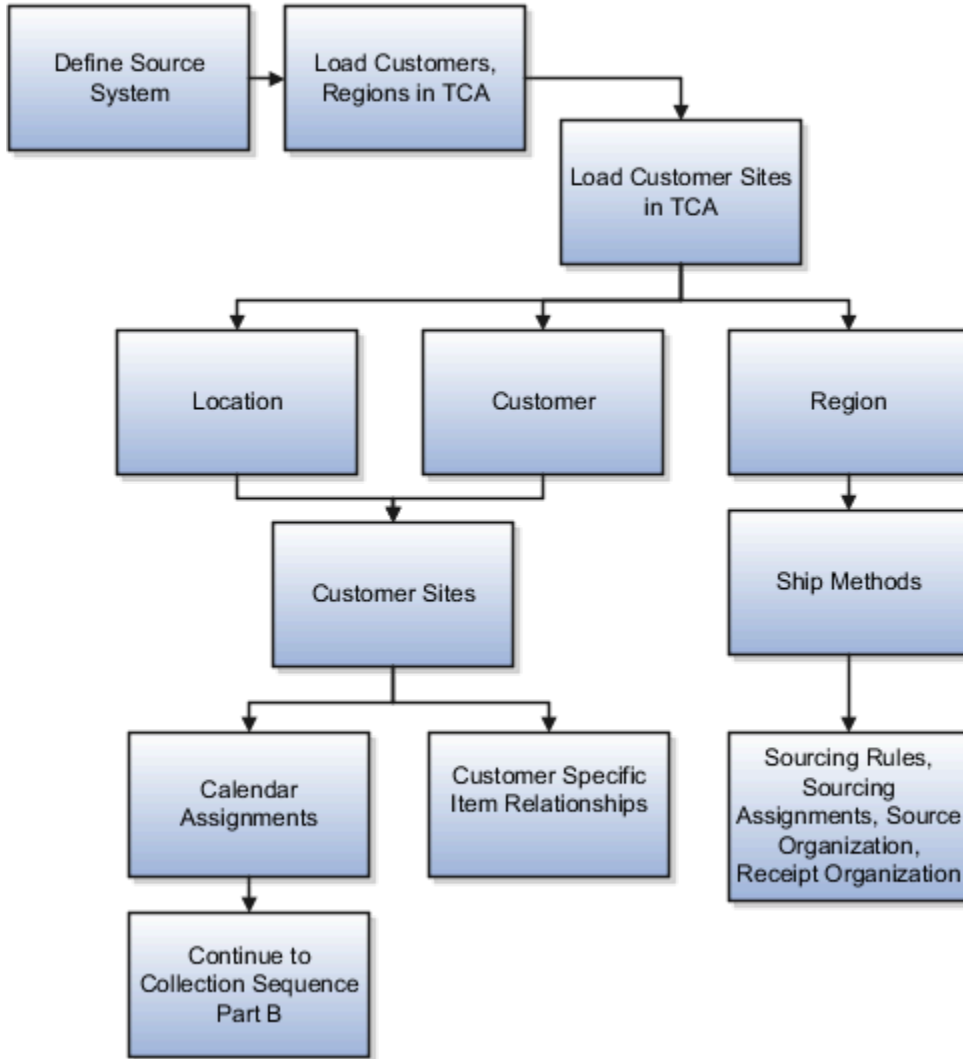 Define Source
System
Load Customers,
Regions in TCA
Load Customer Sites
in TCA
Location
Customer
Region
Customer Sites
Ship Methods
Calendar
Assignments
Customer Specific
Item Relationships
Sourcing Rules,
Sourcing
Assignments, Source
Organization,
Receipt Organization
Continue to
Collection Sequence
Part B